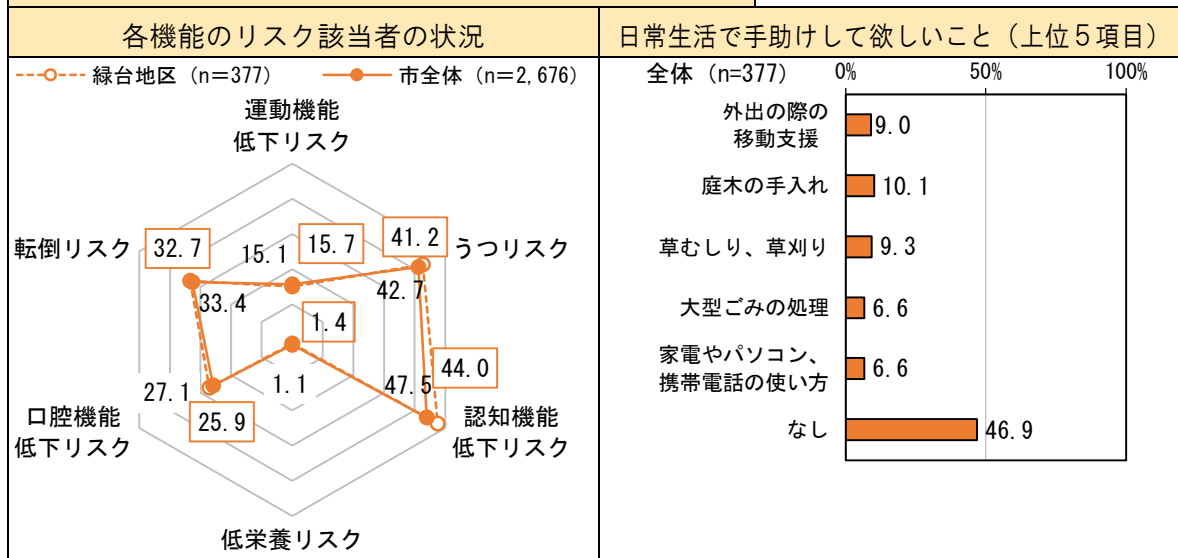 各機能のリスク該当者の状況
緑台地区（n＝377）
市全体（n＝2,676）
運動機能
低下リスク
転倒リスク
32.7
15.1
15.7
41.2
うつリスク
33.4
42.7
1.4
44.0
27.1
1.1
47.5
口腔機能
低下リスク
25.9
認知機能
低下リスク
低栄養リスク
日常生活で手助けして欲しいこと（上位５項目）
全体（n=377）
0%
50%
100%
外出の際の
移動支援
9.0
庭木の手入れ
10.1
草むしり、草刈り
9.3
大型ごみの処理
6.6
家電やパソコン、
携帯電話の使い方
6.6
なし
46.9